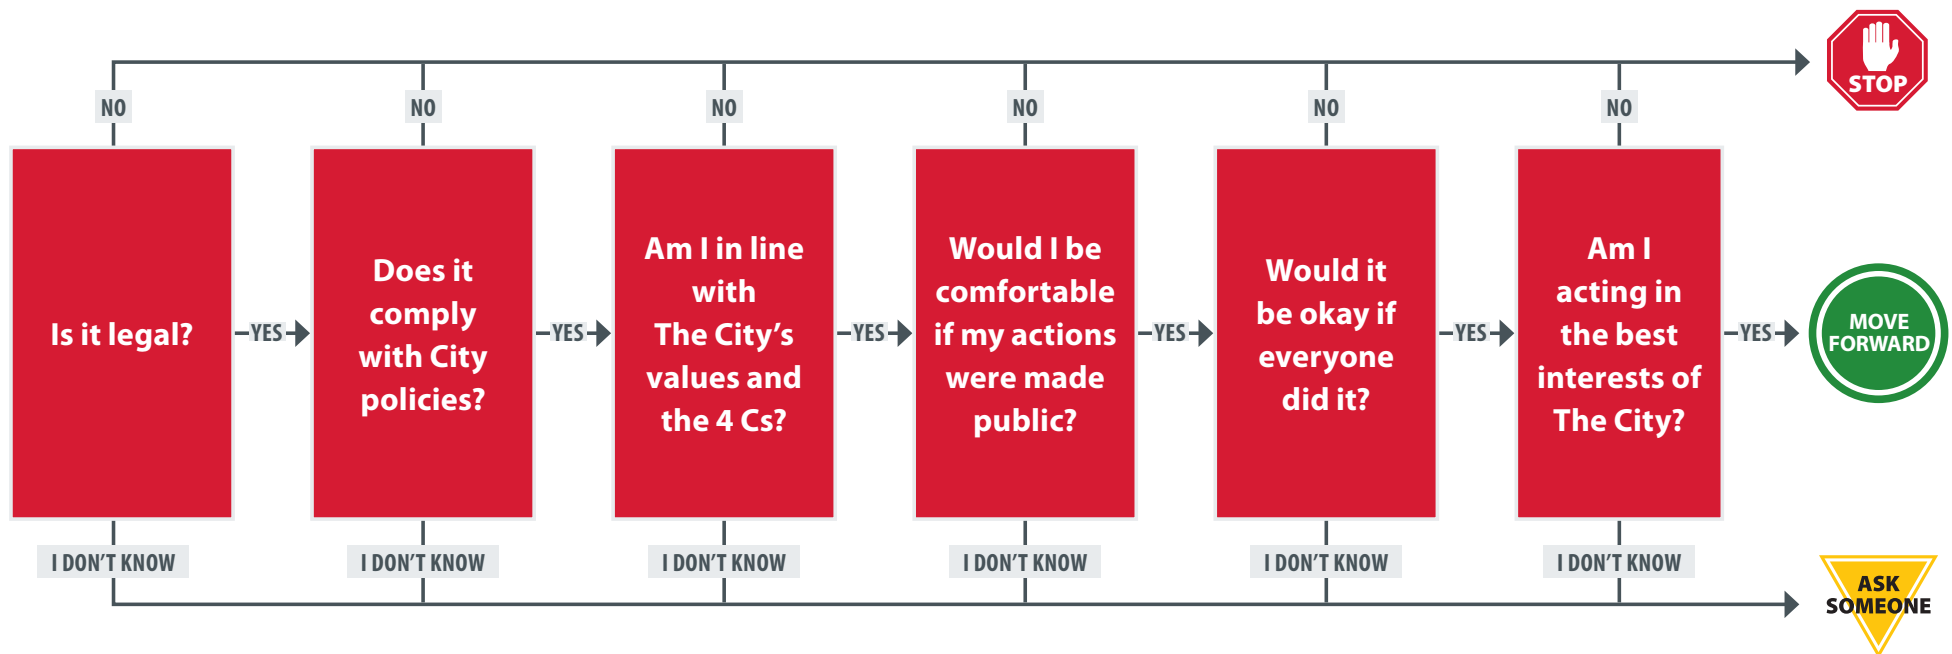 STOP
NO
NO
NO
NO
NO
NO
Is it legal?
YES
Does it
comply
with City
policies?
YES
Am I in line
with
The City's
values and
the 4 Cs?
YES
Would I be
comfortable
if my actions
were made
public?
YES
Would it
be okay if
everyone
did it?
YES
Am I
acting in
the best
interests of
The City?
YES
MOVE
FORWARD
I DON'T KNOW
I DON'T KNOW
I DON'T KNOW
I DON'T KNOW
I DON'T KNOW
I DON'T KNOW
ASK
SOMEONE